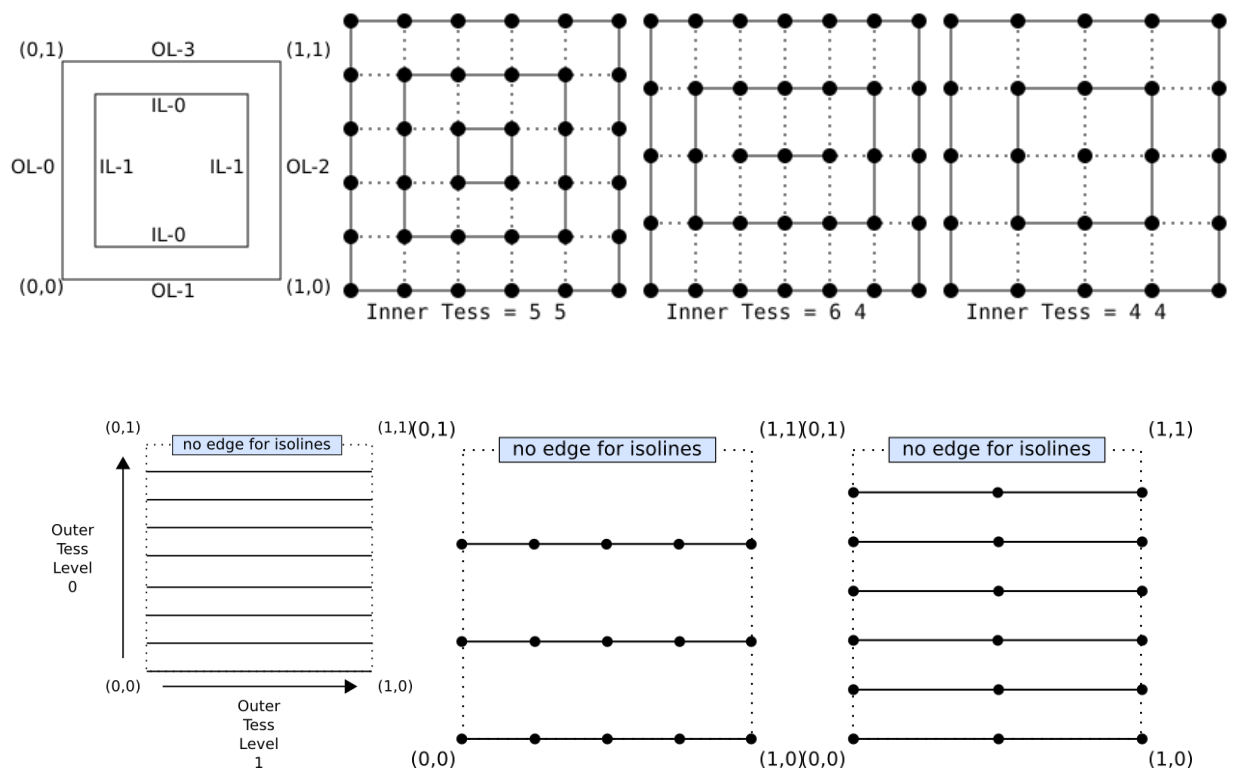 (0,1) OL-3 (1,1)
IL-0
OL-0 IL-1 IL-1 OL-2
IL-0
(0,0) OL-1 (1,0)
Inner Tess = 5 5
Inner Tess = 6 4
Inner Tess = 4 4
(0,1) (1,1)
no edge for isolines
Outer
Tess
Level
0
(0,0) (1,0)
Outer
Tess
Level
1
(0,1) (1,1)
no edge for isolines
(0,0) (1,0)
(0,1) (1,1)
no edge for isolines
(0,0) (1,0)